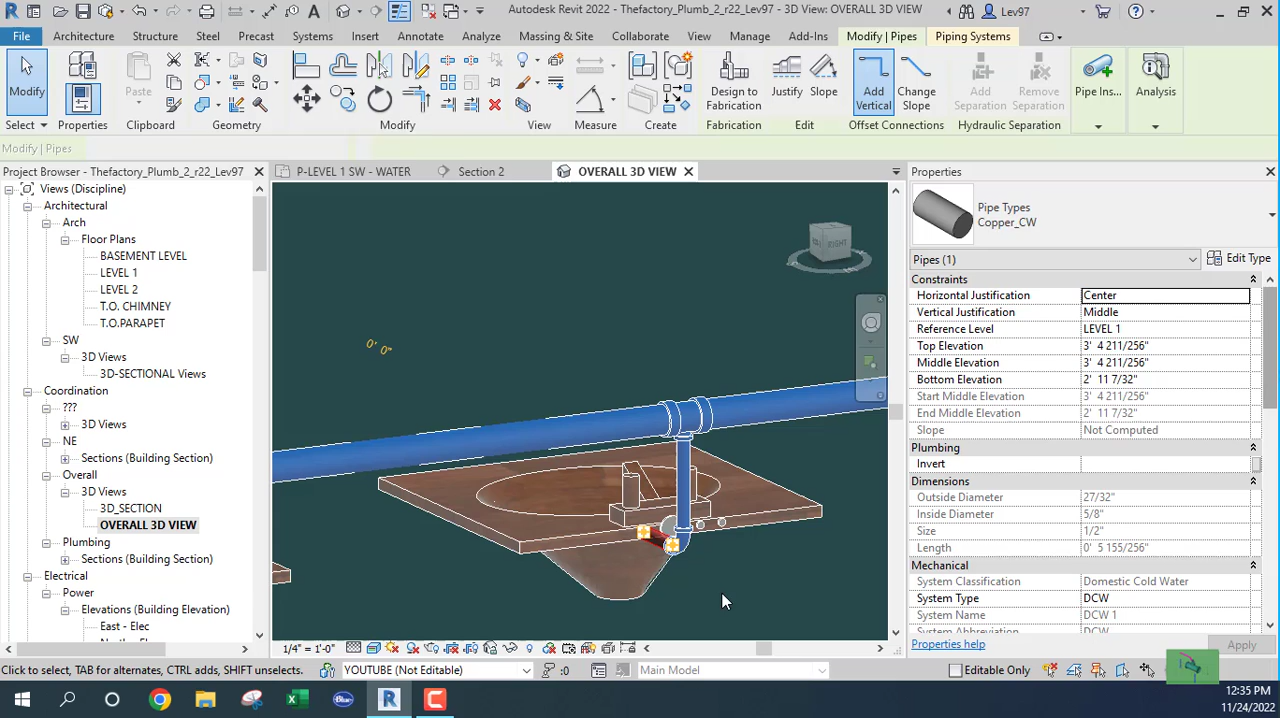 Autodesk Revit 2022 - Thefactory_Plumb_2_r22_Lev97 - 3D View: OVERALL 3D VIEW
Lev97
File Architecture Structure Steel Precast Systems Insert Annotate Analyze Massing & Site Collaborate View Manage Add-Ins Modify | Pipes Piping Systems
Modify
Properties
Paste
Design to Fabrication
Justify
Slope
Add Vertical
Change Slope
Add Separation
Remove Separation
Pipe Ins...
Analysis
Select Properties Clipboard Geometry Modify View Measure Create Fabrication Edit Offset Connections Hydraulic Separation
Modify | Pipes
Project Browser - Thefactory_Plumb_2_r22_Lev97
Views (Discipline)
Architectural
Arch
Floor Plans
BASEMENT LEVEL
LEVEL 1
LEVEL 2
T.O. CHIMNEY
T.O.PARAPET
SW
3D Views
3D-SECTIONAL Views
Coordination
???
3D Views
NE
Sections (Building Section)
Overall
3D Views
3D_SECTION
OVERALL 3D VIEW
Plumbing
Sections (Building Section)
Electrical
Power
Elevations (Building Elevation)
East - Elec
P-LEVEL 1 SW - WATER
Section 2
OVERALL 3D VIEW
RIGHT
0' 0"
Properties
Pipe Types
Copper_CW
Pipes (1)
Edit Type
Constraints
Horizontal Justification Center
Vertical Justification Middle
Reference Level LEVEL 1
Top Elevation 3' 4 211/256"
Middle Elevation 3' 4 211/256"
Bottom Elevation 2' 11 7/32"
Start Middle Elevation 3' 4 211/256"
End Middle Elevation 2' 11 7/32"
Slope Not Computed
Plumbing
Invert
Dimensions
Outside Diameter 27/32"
Inside Diameter 5/8"
Size 1/2"
Length 0' 5 155/256"
Mechanical
System Classification Domestic Cold Water
System Type DCW
System Name DCW 1
System Abbreviation DCW
Properties help
Apply
1/4" = 1'-0"
Click to select, TAB for alternates, CTRL adds, SHIFT unselects.
YOUTUBE (Not Editable)
:0
Main Model
Editable Only
Blue
12:35 PM
11/24/2022